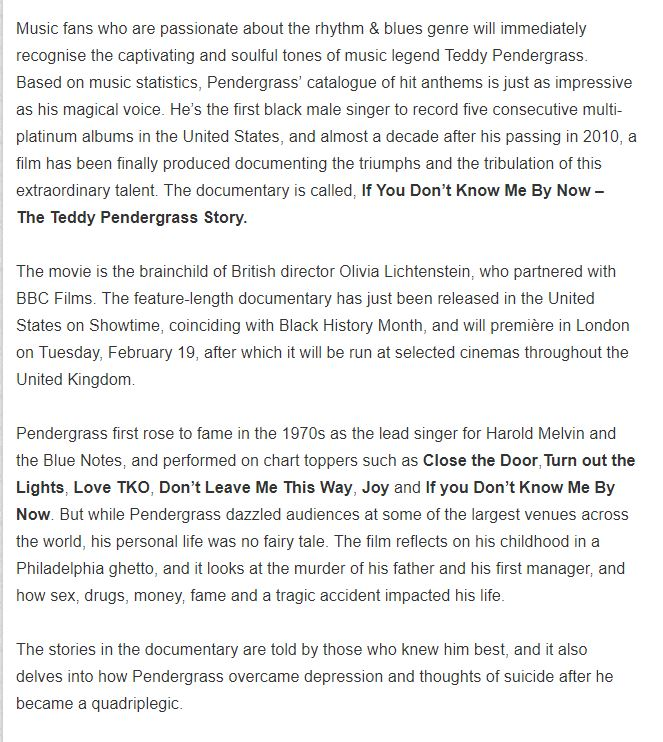 Music fans who are passionate about the rhythm & blues genre will immediately
recognise the captivating and soulful tones of music legend Teddy Pendergrass.
Based on music statistics, Pendergrass’ catalogue of hit anthems is just as impressive
as his magical voice. He’s the first black male singer to record five consecutive multi-
platinum albums in the United States, and almost a decade after his passing in 2010, a
film has been finally produced documenting the triumphs and the tribulation of this
extraordinary talent. The documentary is called, If You Don’t Know Me By Now –
The Teddy Pendergrass Story.

The movie is the brainchild of British director Olivia Lichtenstein, who partnered with
BBC Films. The feature-length documentary has just been released in the United
States on Showtime, coinciding with Black History Month, and will première in London
on Tuesday, February 19, after which it will be run at selected cinemas throughout the
United Kingdom.

Pendergrass first rose to fame in the 1970s as the lead singer for Harold Melvin and
the Blue Notes, and performed on chart toppers such as Close the Door, Turn out the
Lights, Love TKO, Don’t Leave Me This Way, Joy and If you Don’t Know Me By
Now. But while Pendergrass dazzled audiences at some of the largest venues across
the world, his personal life was no fairy tale. The film reflects on his childhood in a
Philadelphia ghetto, and it looks at the murder of his father and his first manager, and
how sex, drugs, money, fame and a tragic accident impacted his life.

The stories in the documentary are told by those who knew him best, and it also
delves into how Pendergrass overcame depression and thoughts of suicide after he
became a quadriplegic.